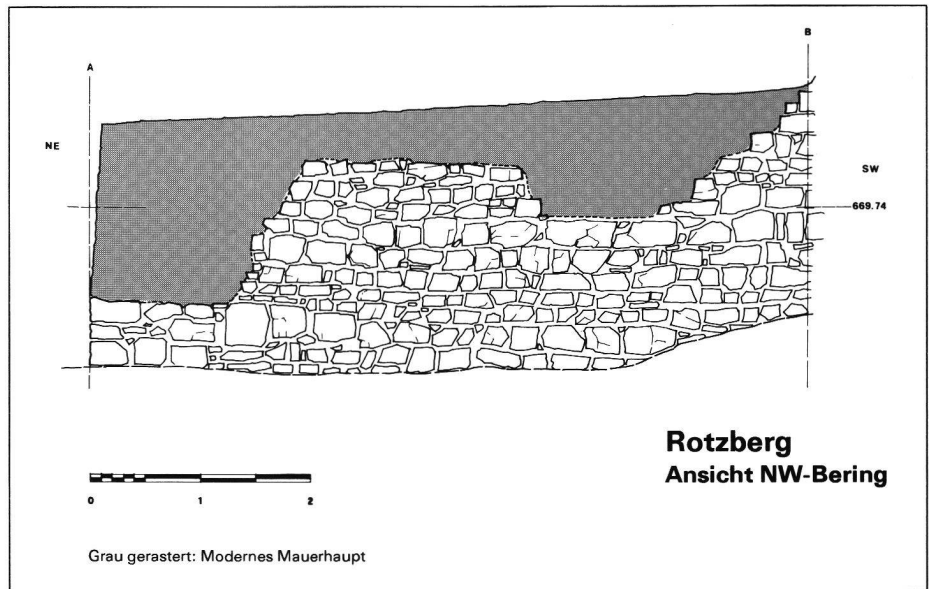 B
A
NE
SW
669.74
Rotzberg
Ansicht NW-Bering
0 1 2
Grau gerastert: Modernes Mauerhaupt